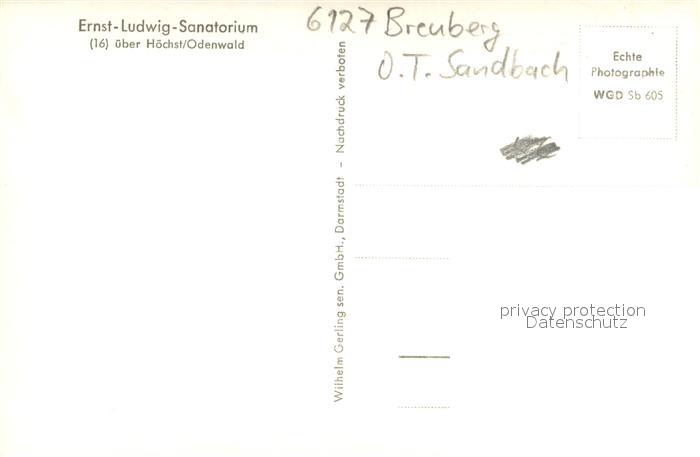 Ernst-Ludwig-Sanatorium
(16) über Höchst/Odenwald
6127 Breuberg
O.T. Sandbach
Echte
Photographie
WGD Sb 605
Wilhelm Gerling sen. GmbH., Darmstadt - Nachdruck verboten
privacy protection
Datenschutz